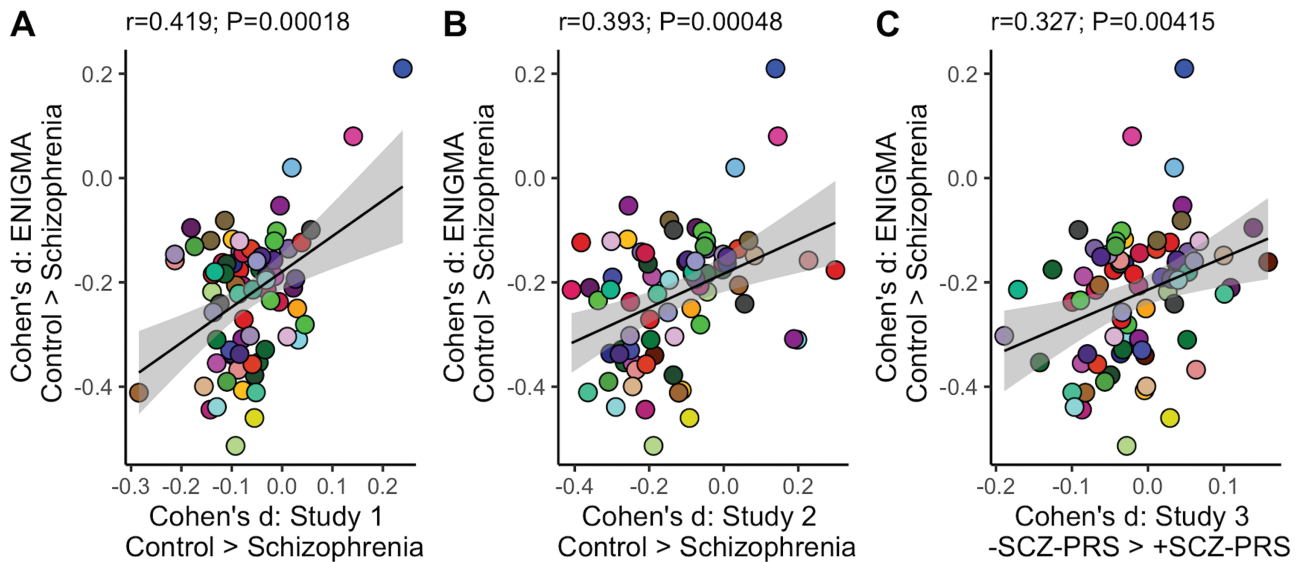 A
r=0.419; P=0.00018
Cohen's d: ENIGMA
Control > Schizophrenia
0.2
0.0
-0.2
-0.4
-0.3 -0.2 -0.1 0.0 0.1 0.2
Cohen's d: Study 1
Control > Schizophrenia
B
r=0.393; P=0.00048
Cohen's d: ENIGMA
Control > Schizophrenia
0.2
0.0
-0.2
-0.4
-0.4 -0.2 0.0 0.2
Cohen's d: Study 2
Control > Schizophrenia
C
r=0.327; P=0.00415
Cohen's d: ENIGMA
Control > Schizophrenia
0.2
0.0
-0.2
-0.4
-0.2 -0.1 0.0 0.1
Cohen's d: Study 3
-SCZ-PRS > +SCZ-PRS